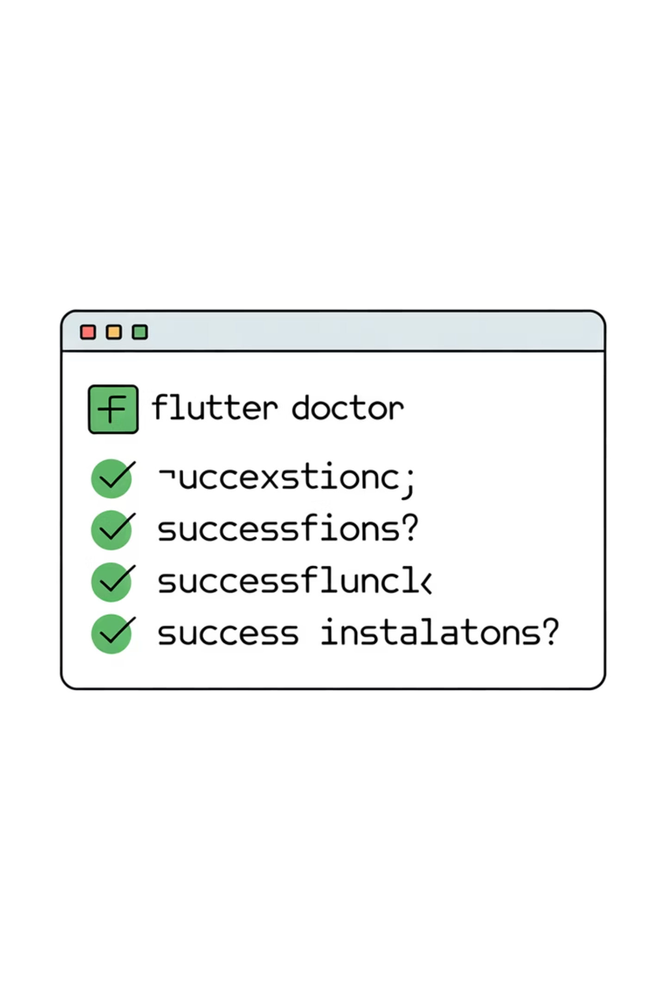 f flutter doctor
¬uccexstionc;
successfions?
successfluncl<
success instalatons?